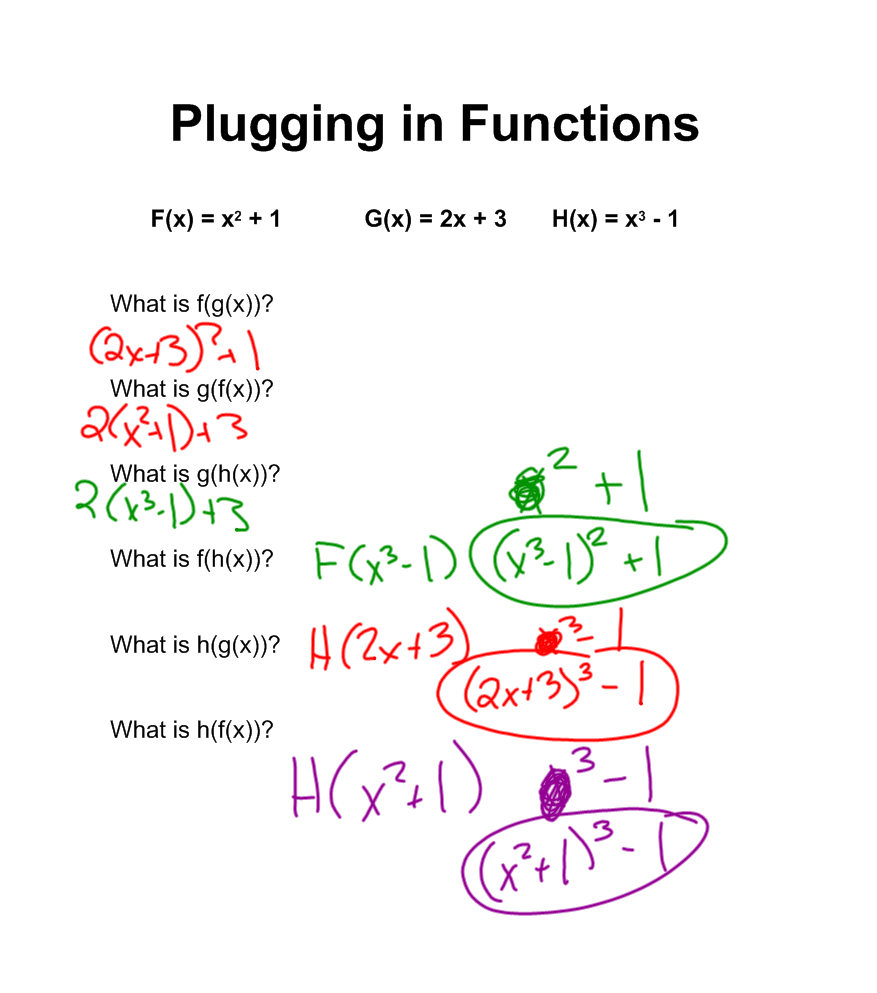 Plugging in Functions
F(x) = x² + 1 G(x) = 2x + 3 H(x) = x³ - 1
What is f(g(x))?
(2x+3)²+1
What is g(f(x))?
2(x²+1)+3
What is g(h(x))?
2(x³-1)+3
² + 1
What is f(h(x))? F(x³-1) (x³-1)² + 1
³- 1
What is h(g(x))? H(2x+3)
(2x+3)³ - 1
What is h(f(x))?
H(x²+1) ³ - 1
(x²+1)³ - 1